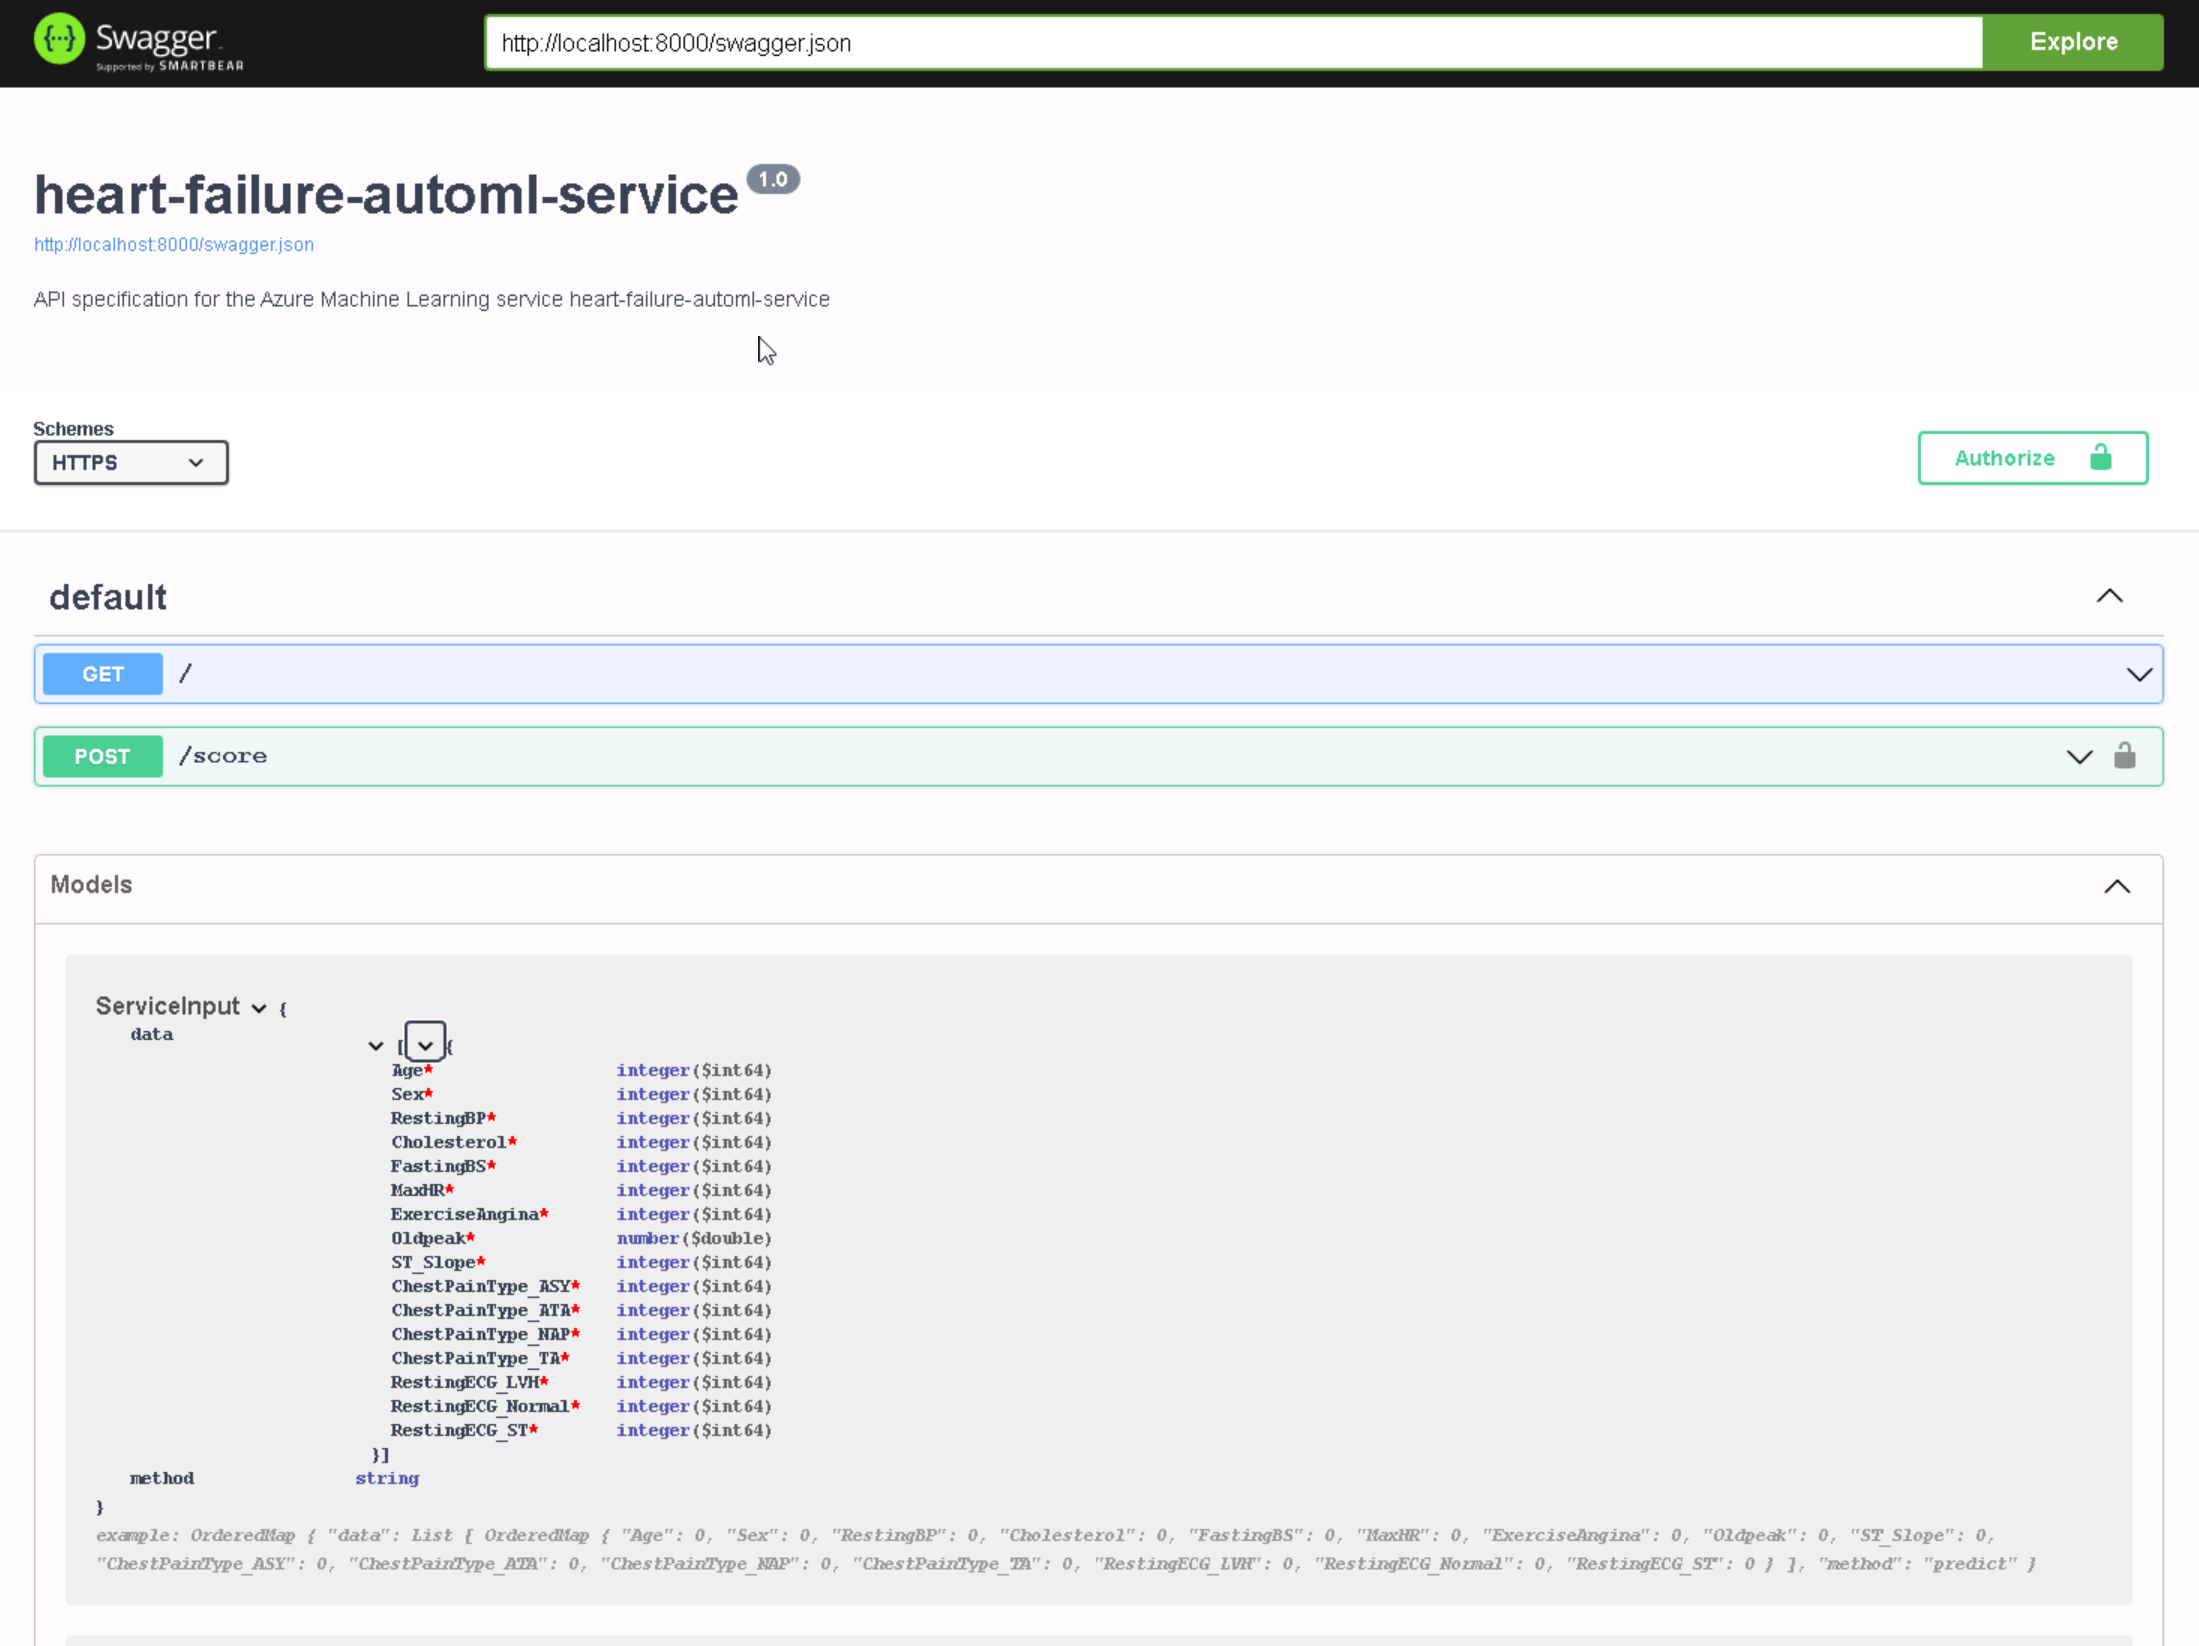 Swagger.
Supported by SMARTBEAR
http://localhost:8000/swagger.json
Explore
heart-failure-automl-service 1.0
http://localhost:8000/swagger.json
API specification for the Azure Machine Learning service heart-failure-automl-service
Schemes
HTTPS
Authorize
default
GET /
POST /score
Models
ServiceInput {
data
[ {
Age* integer($int64)
Sex* integer($int64)
RestingBP* integer($int64)
Cholesterol* integer($int64)
FastingBS* integer($int64)
MaxHR* integer($int64)
ExerciseAngina* integer($int64)
Oldpeak* number($double)
ST_Slope* integer($int64)
ChestPainType_ASY* integer($int64)
ChestPainType_ATA* integer($int64)
ChestPainType_NAP* integer($int64)
ChestPainType_TA* integer($int64)
RestingECG_LVH* integer($int64)
RestingECG_Normal* integer($int64)
RestingECG_ST* integer($int64)
}]
method string
}
example: OrderedMap { "data": List [ OrderedMap { "Age": 0, "Sex": 0, "RestingBP": 0, "Cholesterol": 0, "FastingBS": 0, "MaxHR": 0, "ExerciseAngina": 0, "Oldpeak": 0, "ST_Slope": 0,
"ChestPainType_ASY": 0, "ChestPainType_ATA": 0, "ChestPainType_NAP": 0, "ChestPainType_TA": 0, "RestingECG_LVH": 0, "RestingECG_Normal": 0, "RestingECG_ST": 0 } ], "method": "predict" }